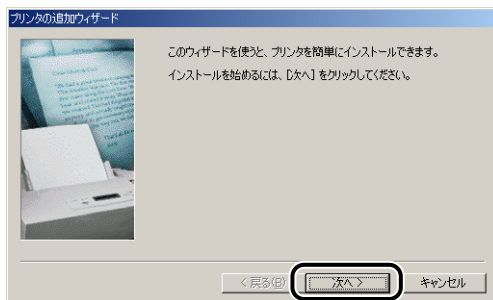 プリンタの追加ウィザード
このウィザードを使うと、プリンタを簡単にインストールできます。
インストールを始めるには、[次へ] をクリックしてください。
< 戻る(B)
次へ >
キャンセル